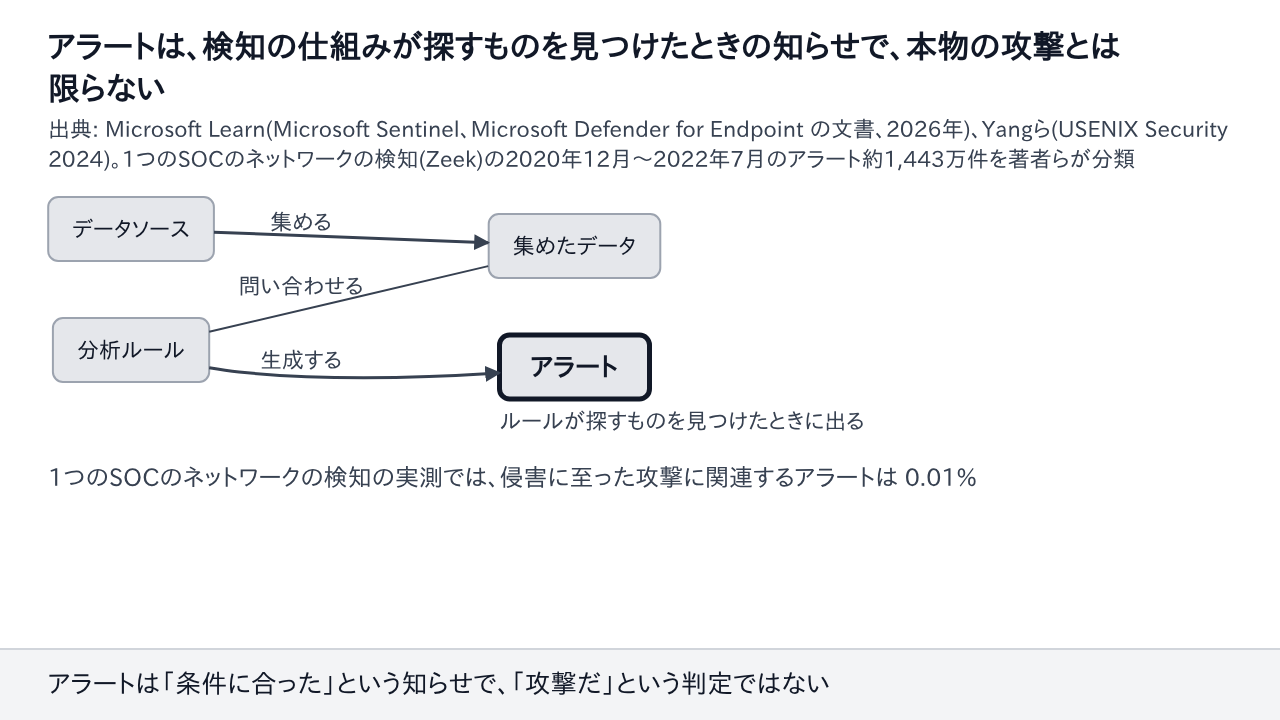 アラートは、検知の仕組みが探すものを見つけたときの知らせで、本物の攻撃とは
限らない
出典: Microsoft Learn(Microsoft Sentinel、Microsoft Defender for Endpoint の文書、2026年)、Yangら(USENIX Security
2024)。1つのSOCのネットワークの検知(Zeek)の2020年12月〜2022年7月のアラート約1,443万件を著者らが分類
データソース
集める
集めたデータ
問い合わせる
分析ルール
生成する
アラート
ルールが探すものを見つけたときに出る
1つのSOCのネットワークの検知の実測では、侵害に至った攻撃に関連するアラートは 0.01%
アラートは「条件に合った」という知らせで、「攻撃だ」という判定ではない